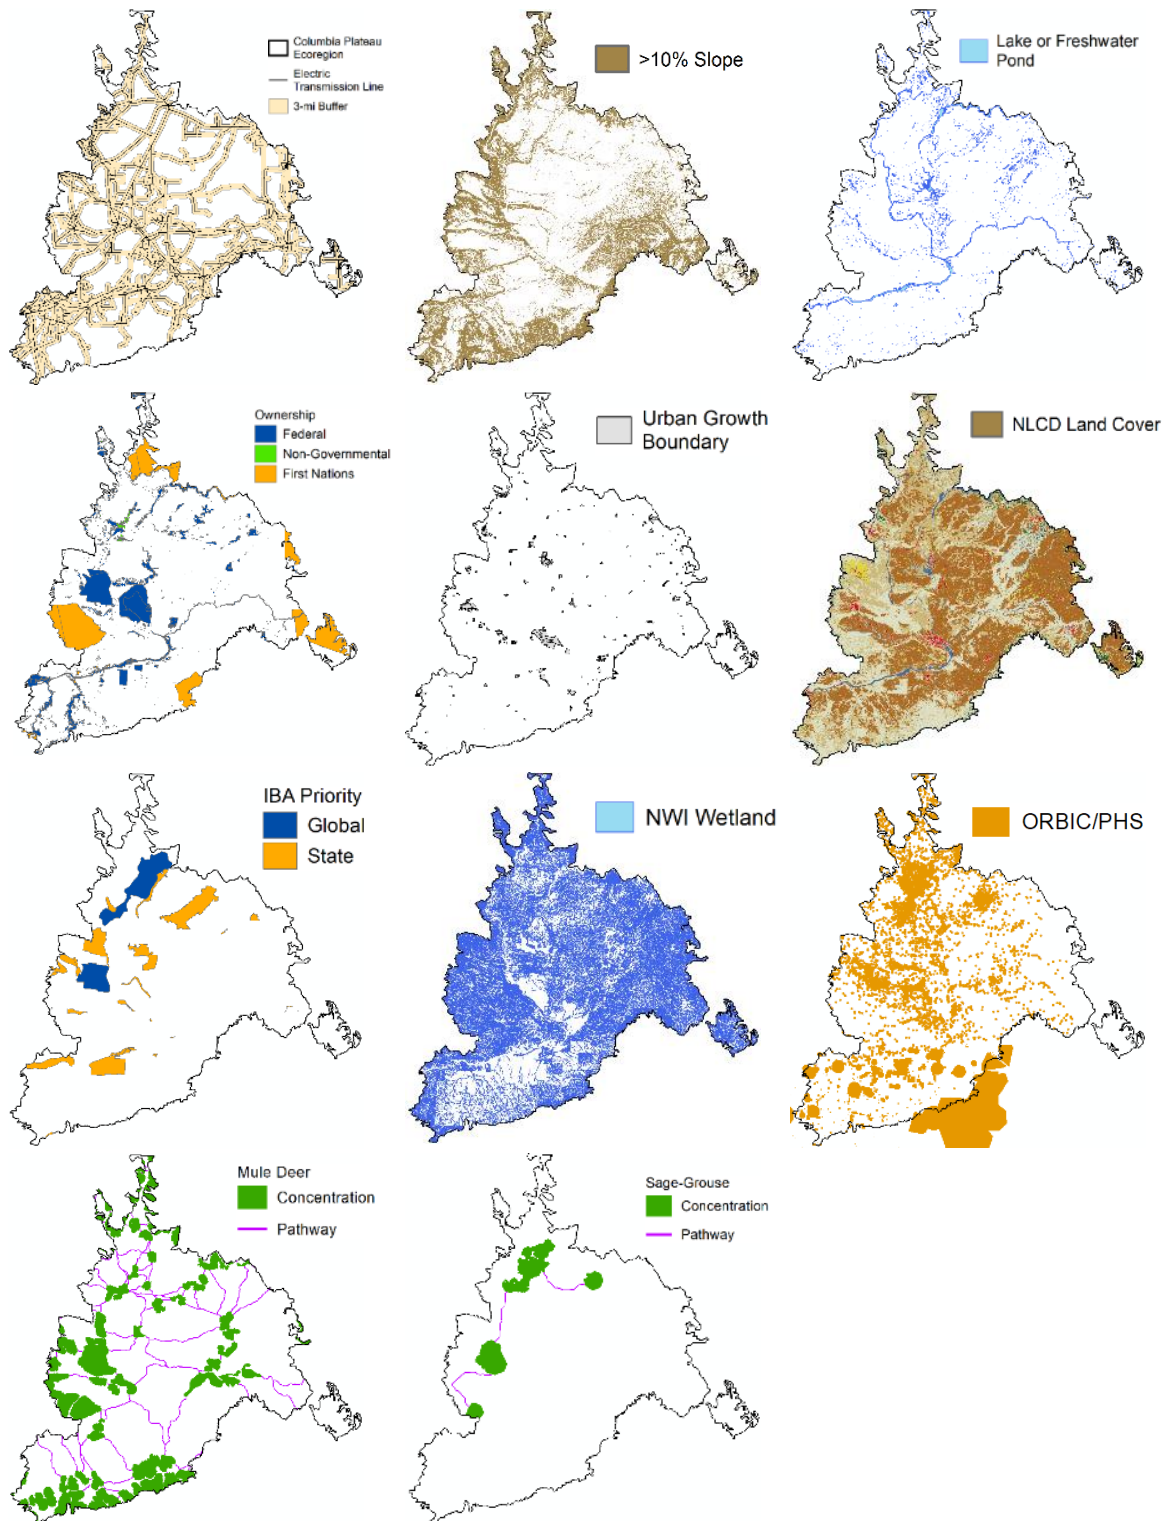 Columbia Plateau
Ecoregion
Electric
Transmission Line
3-mi Buffer
>10% Slope
Lake or Freshwater
Pond
Ownership
Federal
Non-Governmental
First Nations
Urban Growth
Boundary
NLCD Land Cover
IBA Priority
Global
State
NWI Wetland
ORBIC/PHS
Mule Deer
Concentration
Pathway
Sage-Grouse
Concentration
Pathway